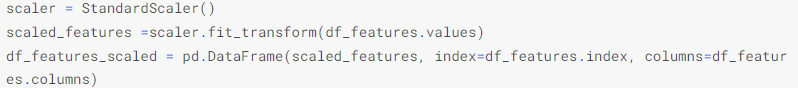 scaler = StandardScaler()
scaled_features =scaler.fit_transform(df_features.values)
df_features_scaled = pd.DataFrame(scaled_features, index=df_features.index, columns=df_featur
es.columns)